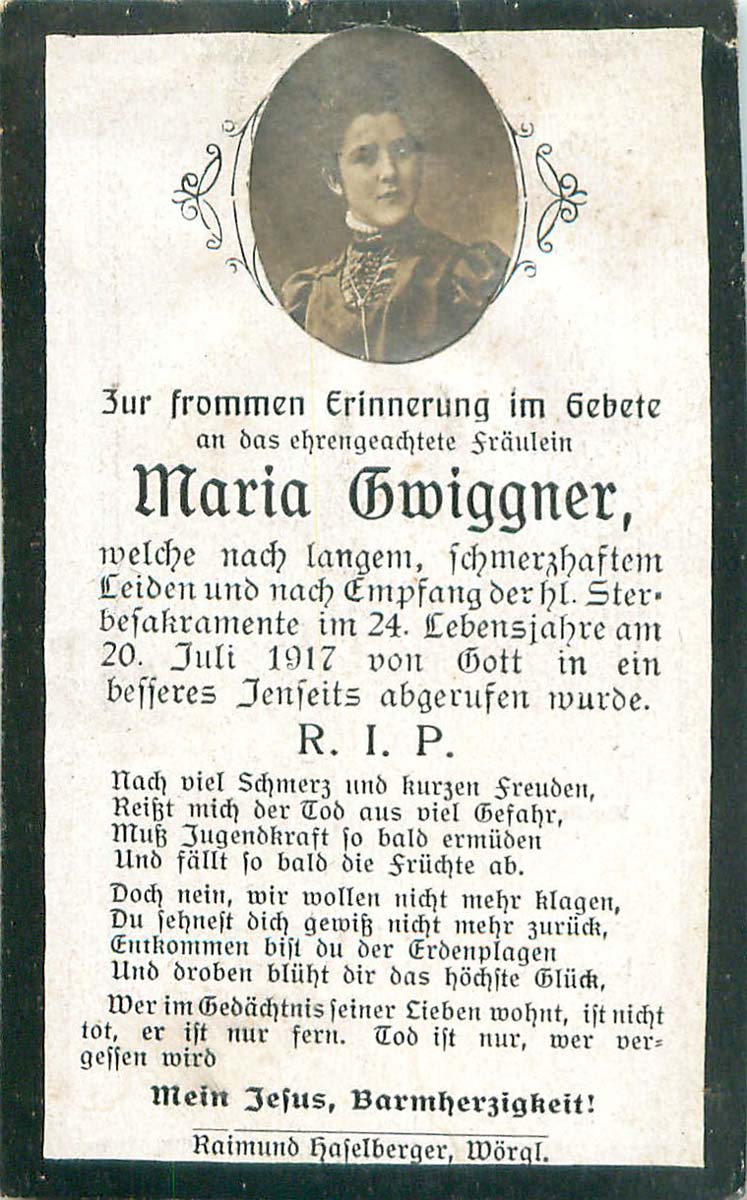 Zur frommen Erinnerung im Gebete
an das ehrengeachtete Fräulein
Maria Gwiggner,
welche nach langem, schmerzhaftem
Leiden und nach Empfang der hl. Ster-
besakramente im 24. Lebensjahre am
20. Juli 1917 von Gott in ein
besseres Jenseits abgerufen wurde.
R. I. P.
Nach viel Schmerz und kurzen Freuden,
Reißt mich der Tod aus viel Gefahr,
Muß Jugendkraft so bald ermüden
Und fällt so bald die Früchte ab.
Doch nein, wir wollen nicht mehr klagen,
Du sehnest dich gewiß nicht mehr zurück,
Entkommen bist du der Erdenplagen
Und droben blüht dir das höchste Glück,
Wer im Gedächtnis seiner Lieben wohnt, ist nicht
tot, er ist nur fern. Tod ist nur, wer ver-
gessen wird
Mein Jesus, Barmherzigkeit!
Raimund Haselberger, Wörgl.